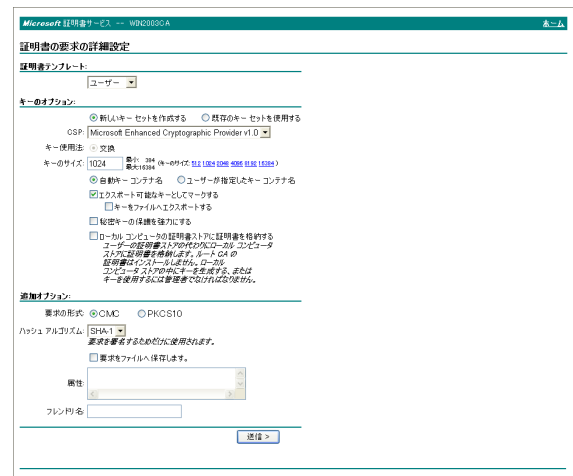 Microsoft 証明書サービス -- WIN2003CA ホーム
証明書の要求の詳細設定
証明書テンプレート:
ユーザー
キーのオプション:
新しいキー セットを作成する 既存のキー セットを使用する
CSP: Microsoft Enhanced Cryptographic Provider v1.0
キー使用法: 交換
キーのサイズ: 1024 最小: 384 最大:16384 (キーのサイズ: 512 1024 2048 4096 8192 16384 )
自動キー コンテナ名 ユーザーが指定したキー コンテナ名
エクスポート可能なキーとしてマークする
キーをファイルへエクスポートする
秘密キーの保護を強力にする
ローカル コンピュータの証明書ストアに証明書を格納する
ユーザーの証明書ストアの代わりにローカル コンピュータ
ストアに証明書を格納します。ルート CA の
証明書はインストールしません。ローカル
コンピュータ ストアの中にキーを生成する、または
キーを使用するには管理者でなければなりません。
追加オプション:
要求の形式: CMC PKCS10
ハッシュ アルゴリズム: SHA-1
要求を署名するためだけに使用されます。
要求をファイルへ保存します。
属性:
フレンドリ名:
送信 >